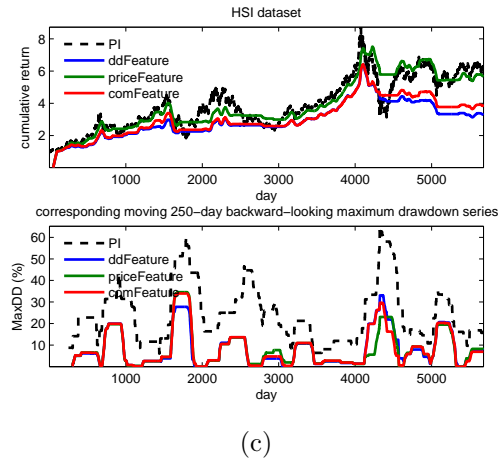 HSI dataset
8
6
4
2
cumulative return
PI
ddFeature
priceFeature
comFeature
1000 2000 3000 4000 5000
day
corresponding moving 250−day backward−looking maximum drawdown series
60
50
40
30
20
10
MaxDD (%)
PI
ddFeature
priceFeature
comFeature
1000 2000 3000 4000 5000
day
(c)